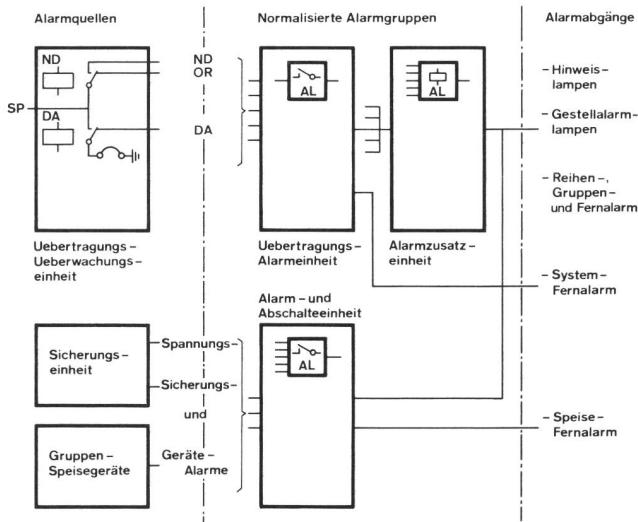 Alarmquellen
Normalisierte Alarmgruppen
Alarmabgänge
ND
ND
OR
SP
DA
DA
AL
AL
– Hinweis–
lampen
– Gestellalarm–
lampen
– Reihen–,
Gruppen–
und Fernalarm
Uebertragungs–
Ueberwachungs–
einheit
Uebertragungs–
Alarmeinheit
Alarmzusatz–
einheit
– System–
Fernalarm
Alarm– und
Abschalteeinheit
Sicherungs–
einheit
Spannungs–
Sicherungs–
und
AL
Gruppen–
Speisegeräte
Geräte–
Alarme
– Speise–
Fernalarm